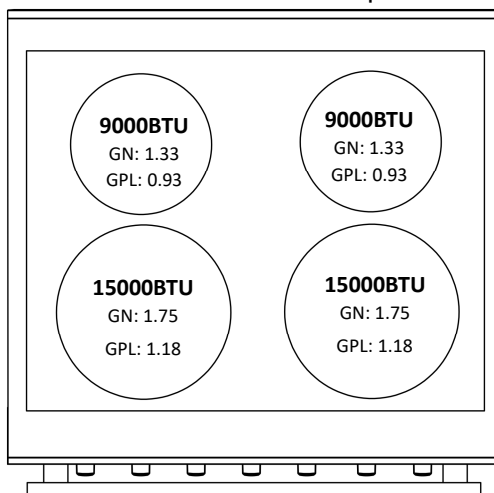 9000BTU
GN: 1.33
GPL: 0.93
9000BTU
GN: 1.33
GPL: 0.93
15000BTU
GN: 1.75
GPL: 1.18
15000BTU
GN: 1.75
GPL: 1.18